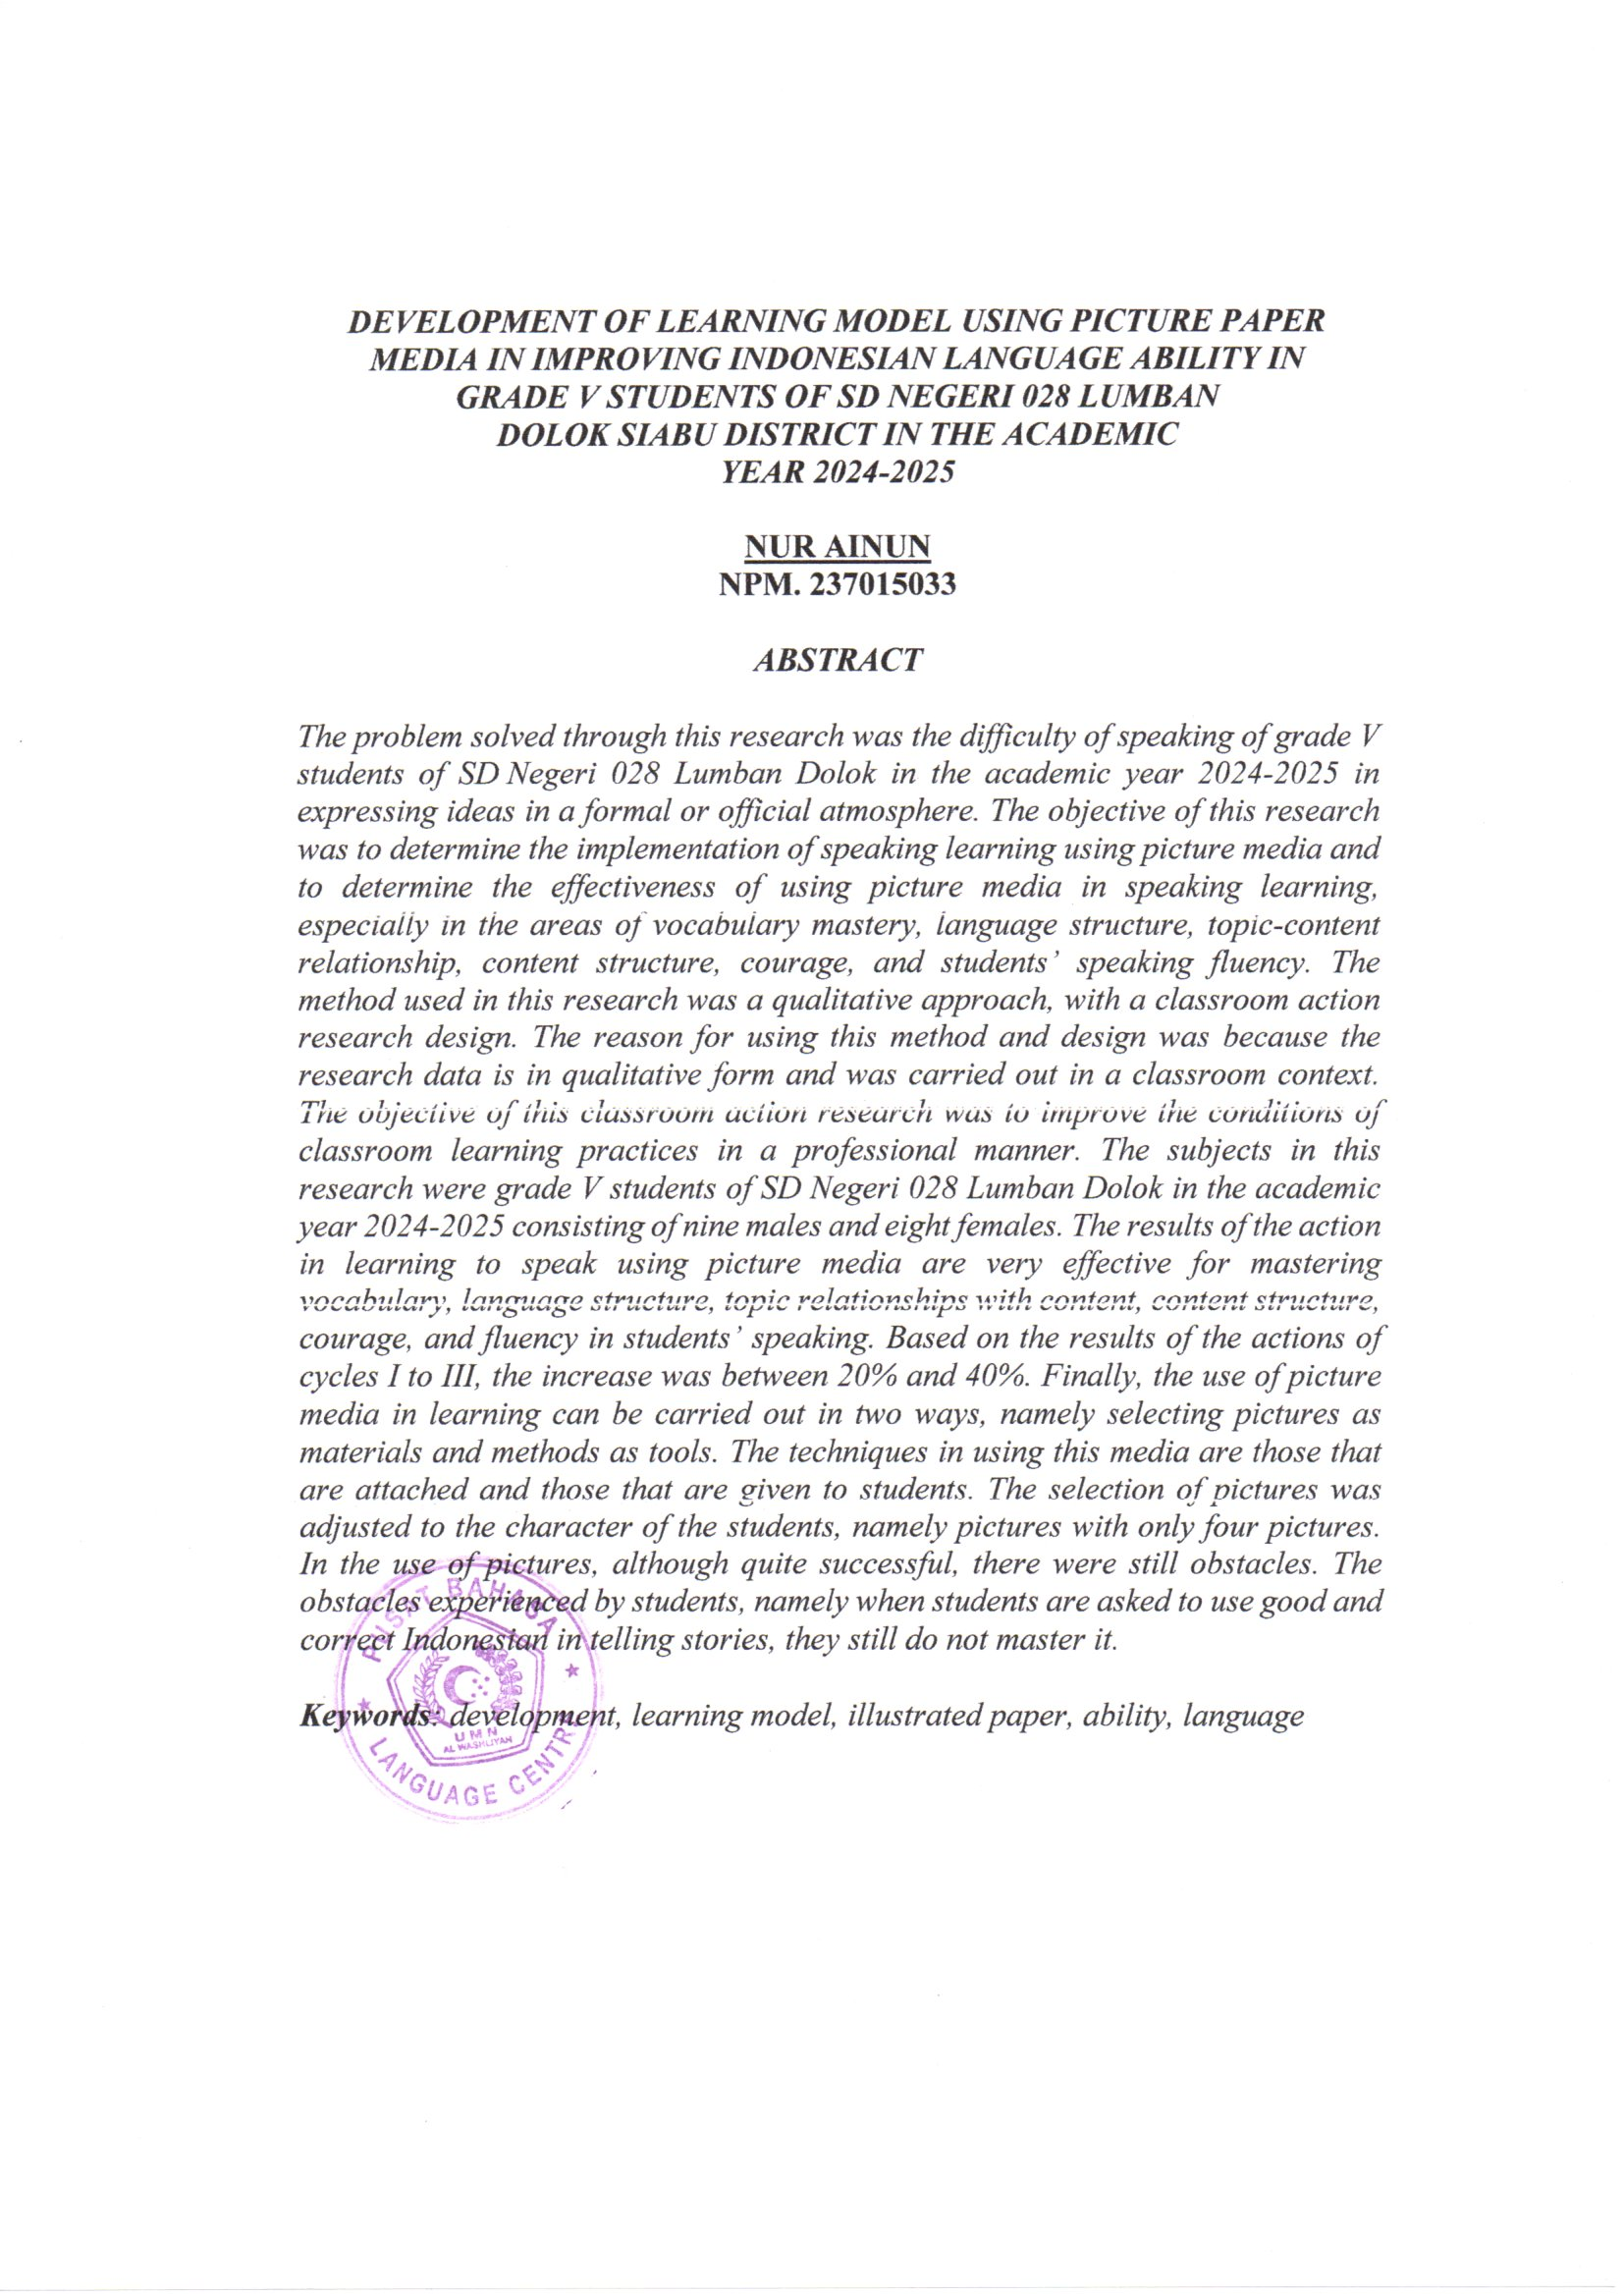 DEVELOPMENT OF LEARNING MODEL USING PICTURE PAPER
MEDIA IN IMPROVING INDONESIAN LANGUAGE ABILITY IN
GRADE V STUDENTS OF SD NEGERI 028 LUMBAN
DOLOK SIABU DISTRICT IN THE ACADEMIC
YEAR 2024-2025
NUR AINUN
NPM. 237015033
ABSTRACT
The problem solved through this research was the difficulty of speaking of grade V
students of SD Negeri 028 Lumban Dolok in the academic year 2024-2025 in
expressing ideas in a formal or official atmosphere. The objective of this research
was to determine the implementation of speaking learning using picture media and
to determine the effectiveness of using picture media in speaking learning,
especially in the areas of vocabulary mastery, language structure, topic-content
relationship, content structure, courage, and students' speaking fluency. The
method used in this research was a qualitative approach, with a classroom action
research design. The reason for using this method and design was because the
research data is in qualitative form and was carried out in a classroom context.
The objective of this classroom action research was to improve the conditions of
classroom learning practices in a professional manner. The subjects in this
research were grade V students of SD Negeri 028 Lumban Dolok in the academic
year 2024-2025 consisting of nine males and eight females. The results of the action
in learning to speak using picture media are very effective for mastering
vocabulary, language structure, topic relationships with content, content structure,
courage, and fluency in students' speaking. Based on the results of the actions of
cycles I to III, the increase was between 20% and 40%. Finally, the use of picture
media in learning can be carried out in two ways, namely selecting pictures as
materials and methods as tools. The techniques in using this media are those that
are attached and those that are given to students. The selection of pictures was
adjusted to the character of the students, namely pictures with only four pictures.
In the use of pictures, although quite successful, there were still obstacles. The
obstacles experienced by students, namely when students are asked to use good and
correct Indonesian in telling stories, they still do not master it.
Keywords: development, learning model, illustrated paper, ability, language
PUSAT BAHASA
UMN
AL WASHLIYAH
LANGUAGE CENTRE